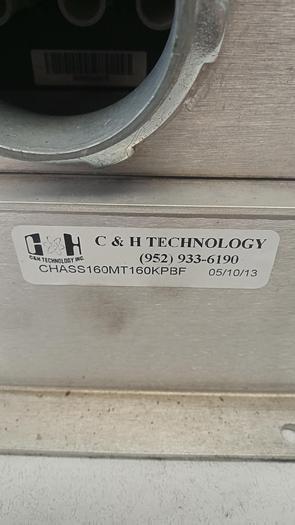 C & H TECHNOLOGY
C H
C&H TECHNOLOGY INC.
(952) 933-6190
CHASS160MT160KPBF 05/10/13